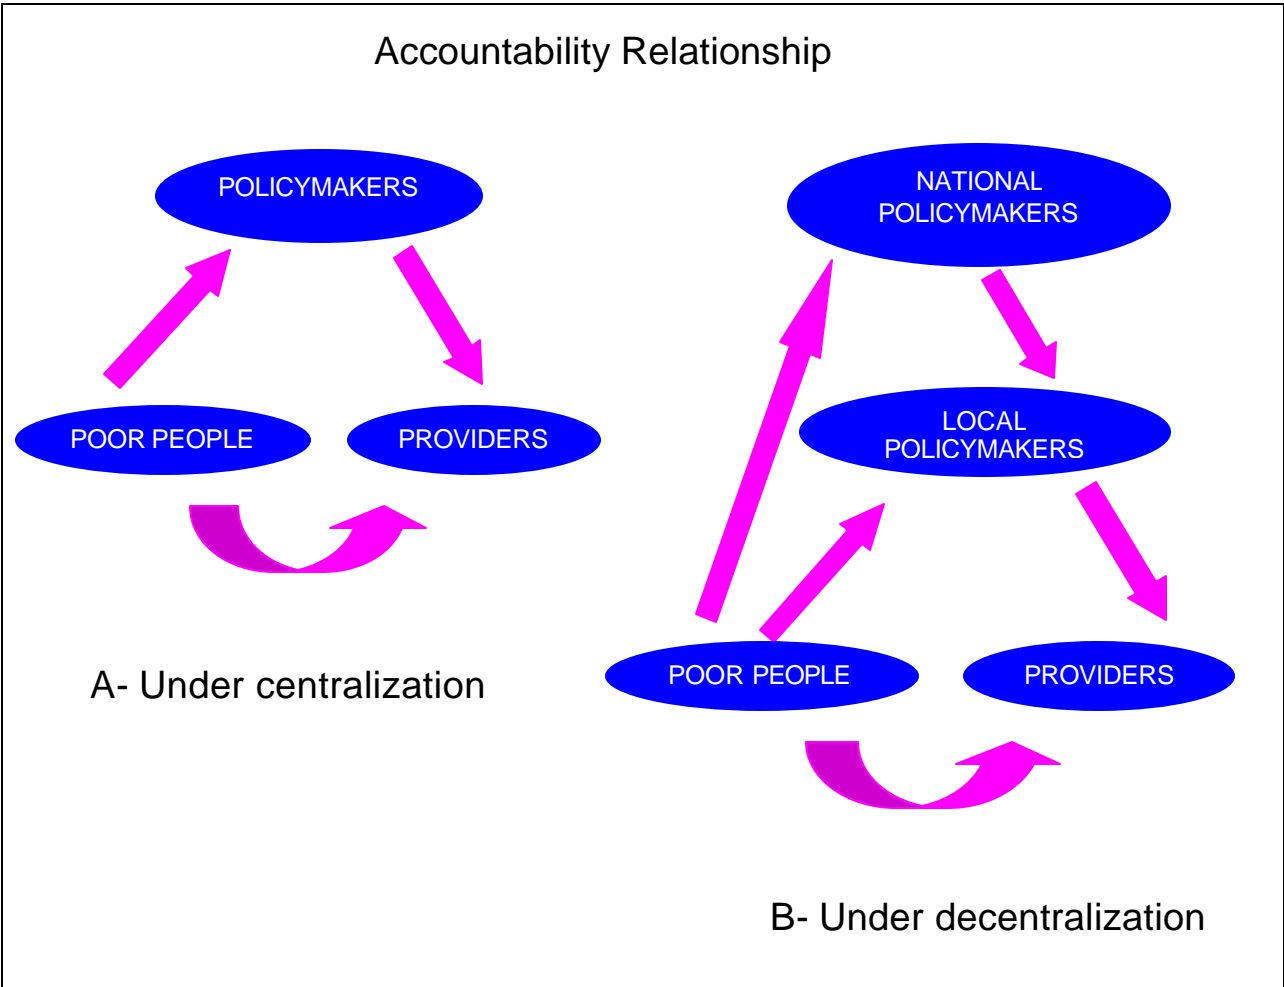 Accountability Relationship
POLICYMAKERS
POOR PEOPLE
PROVIDERS
A- Under centralization
NATIONAL
POLICYMAKERS
LOCAL
POLICYMAKERS
POOR PEOPLE
PROVIDERS
B- Under decentralization